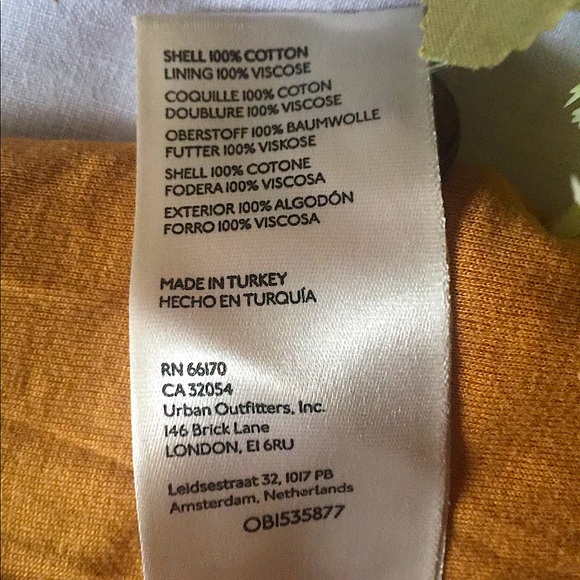 SHELL 100% COTTON
LINING 100% VISCOSE
COQUILLE 100% COTON
DOUBLURE 100% VISCOSE
OBERSTOFF 100% BAUMWOLLE
FUTTER 100% VISKOSE
SHELL 100% COTONE
FODERA 100% VISCOSA
EXTERIOR 100% ALGODÓN
FORRO 100% VISCOSA
MADE IN TURKEY
HECHO EN TURQUÍA
RN 66170
CA 32054
Urban Outfitters, Inc.
146 Brick Lane
LONDON, E1 6RU
Leidsestraat 32, 1017 PB
Amsterdam, Netherlands
OB1535877